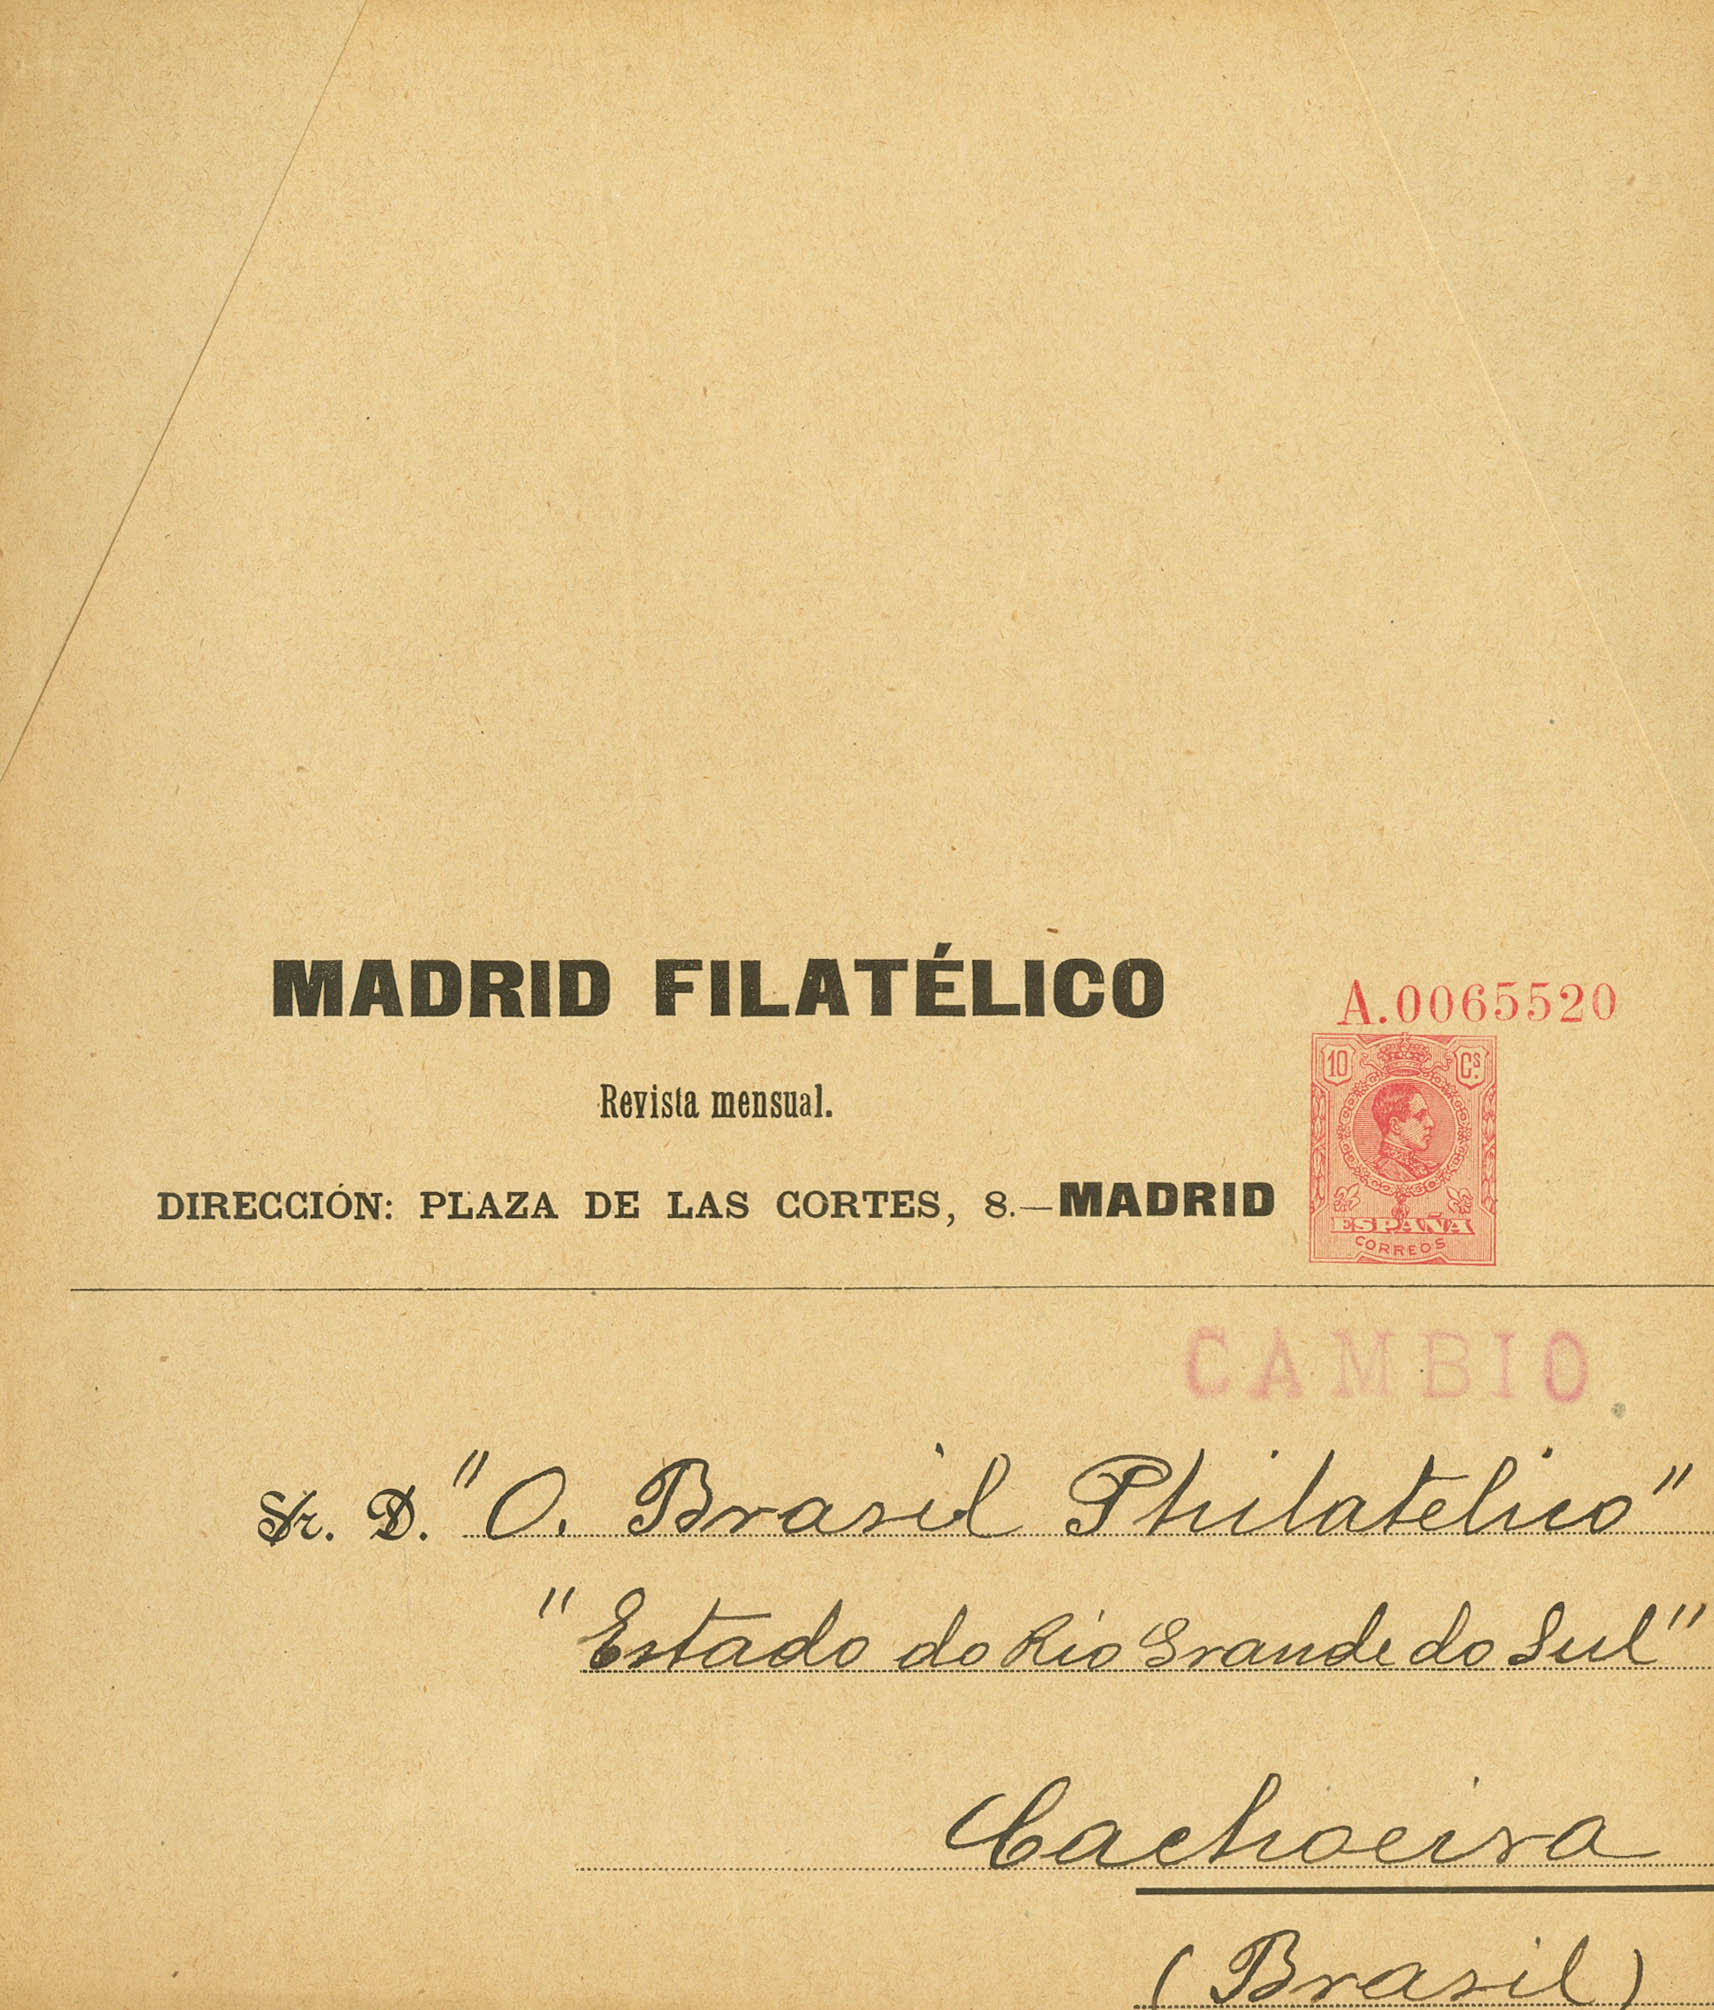 MADRID FILATÉLICO
A.0065520
Revista mensual.
10 Cs.
DIRECCIÓN: PLAZA DE LAS CORTES, 8.—MADRID
ESPAÑA
CORREOS
CAMBIO
Sr. D. "O. Brasil Philatelico"
"Estado do Rio Grande do Sul"
Cachoeira
(Brasil)